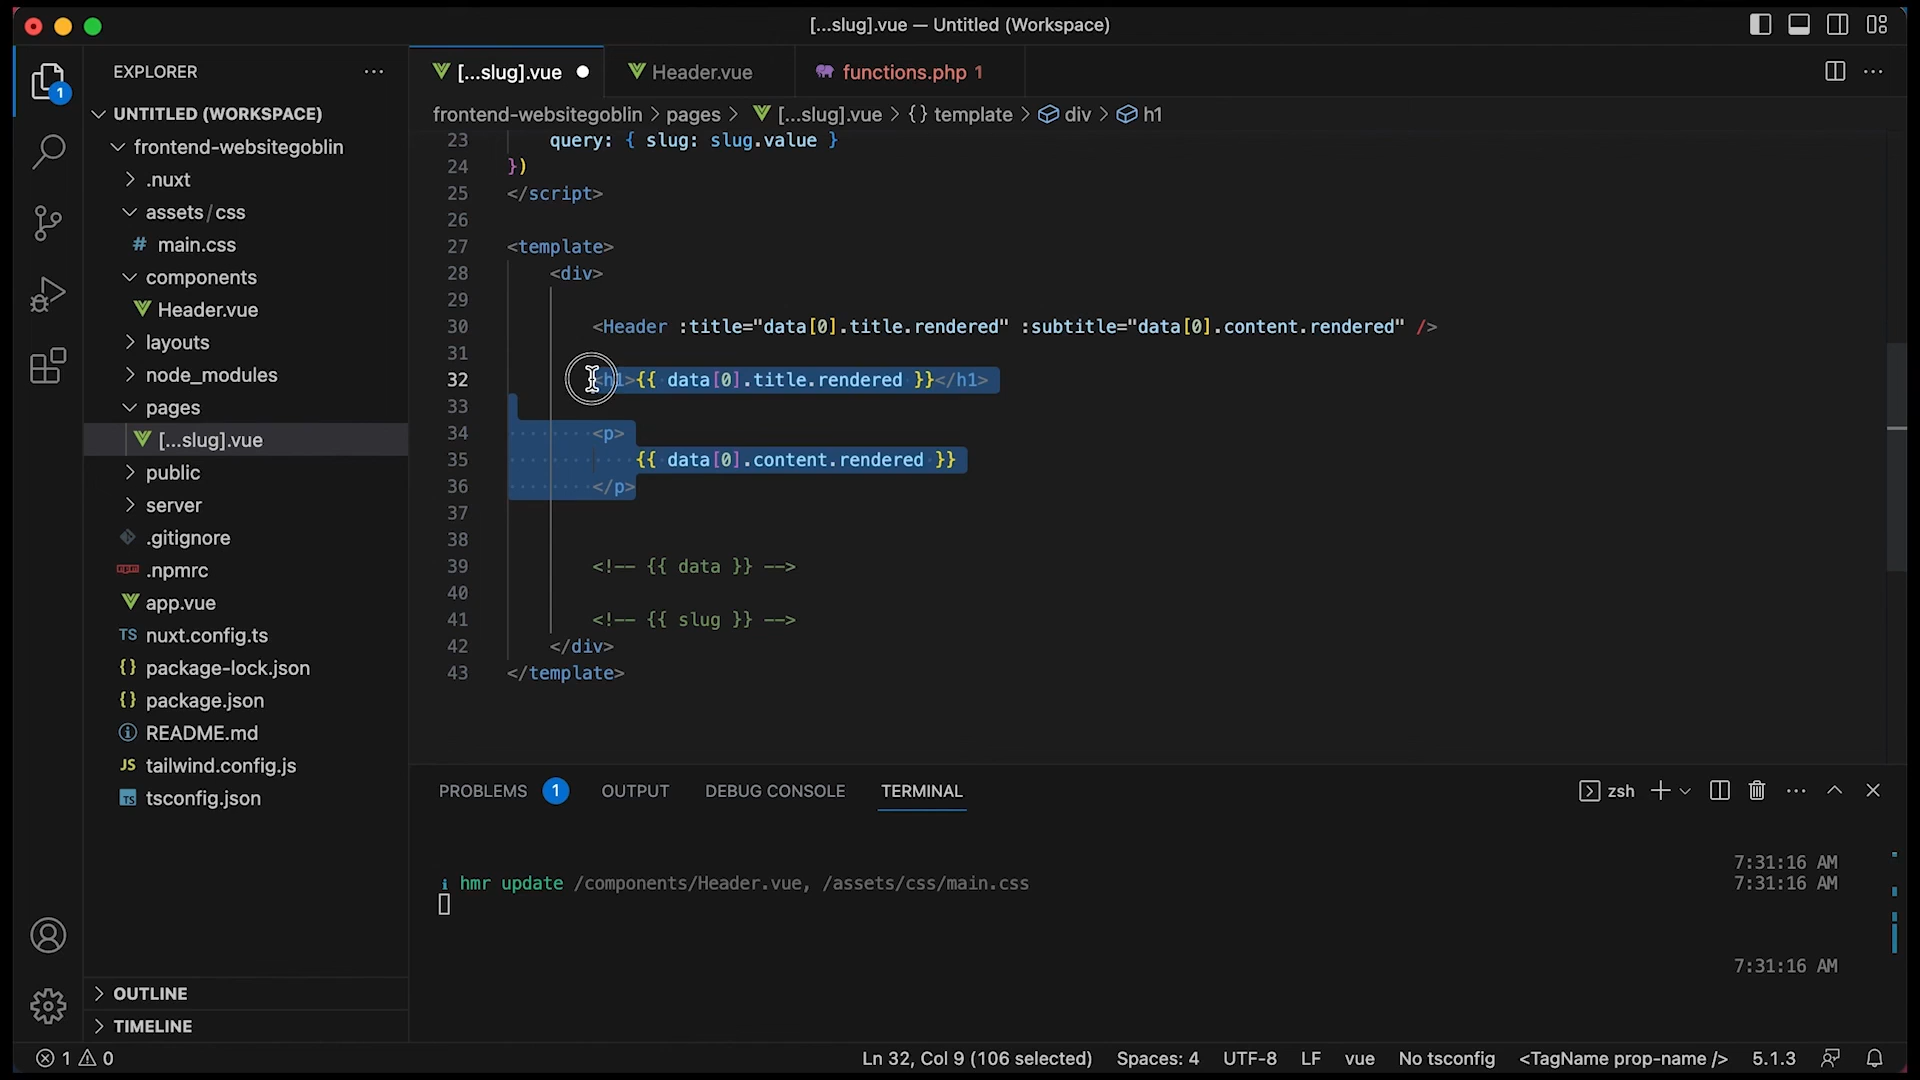 [...slug].vue — Untitled (Workspace)
EXPLORER
1
UNTITLED (WORKSPACE)
frontend-websitegoblin
.nuxt
assets/css
# main.css
components
Header.vue
layouts
node_modules
pages
[...slug].vue
public
server
.gitignore
.npmrc
app.vue
TS nuxt.config.ts
{} package-lock.json
{} package.json
README.md
JS tailwind.config.js
TS tsconfig.json
OUTLINE
TIMELINE
[...slug].vue
Header.vue
functions.php 1
frontend-websitegoblin > pages > [...slug].vue > {} template > div > h1
23 query: { slug: slug.value }
24 })
25 </script>
26
27 <template>
28 <div>
29
30 <Header :title="data[0].title.rendered" :subtitle="data[0].content.rendered" />
31
32 <h1>{{ data[0].title.rendered }}</h1>
33
34 <p>
35 {{ data[0].content.rendered }}
36 </p>
37
38
39 <!-- {{ data }} -->
40
41 <!-- {{ slug }} -->
42 </div>
43 </template>
PROBLEMS 1 OUTPUT DEBUG CONSOLE TERMINAL
zsh
7:31:16 AM
i hmr update /components/Header.vue, /assets/css/main.css 7:31:16 AM
7:31:16 AM
1 0
Ln 32, Col 9 (106 selected) Spaces: 4 UTF-8 LF vue No tsconfig <TagName prop-name /> 5.1.3